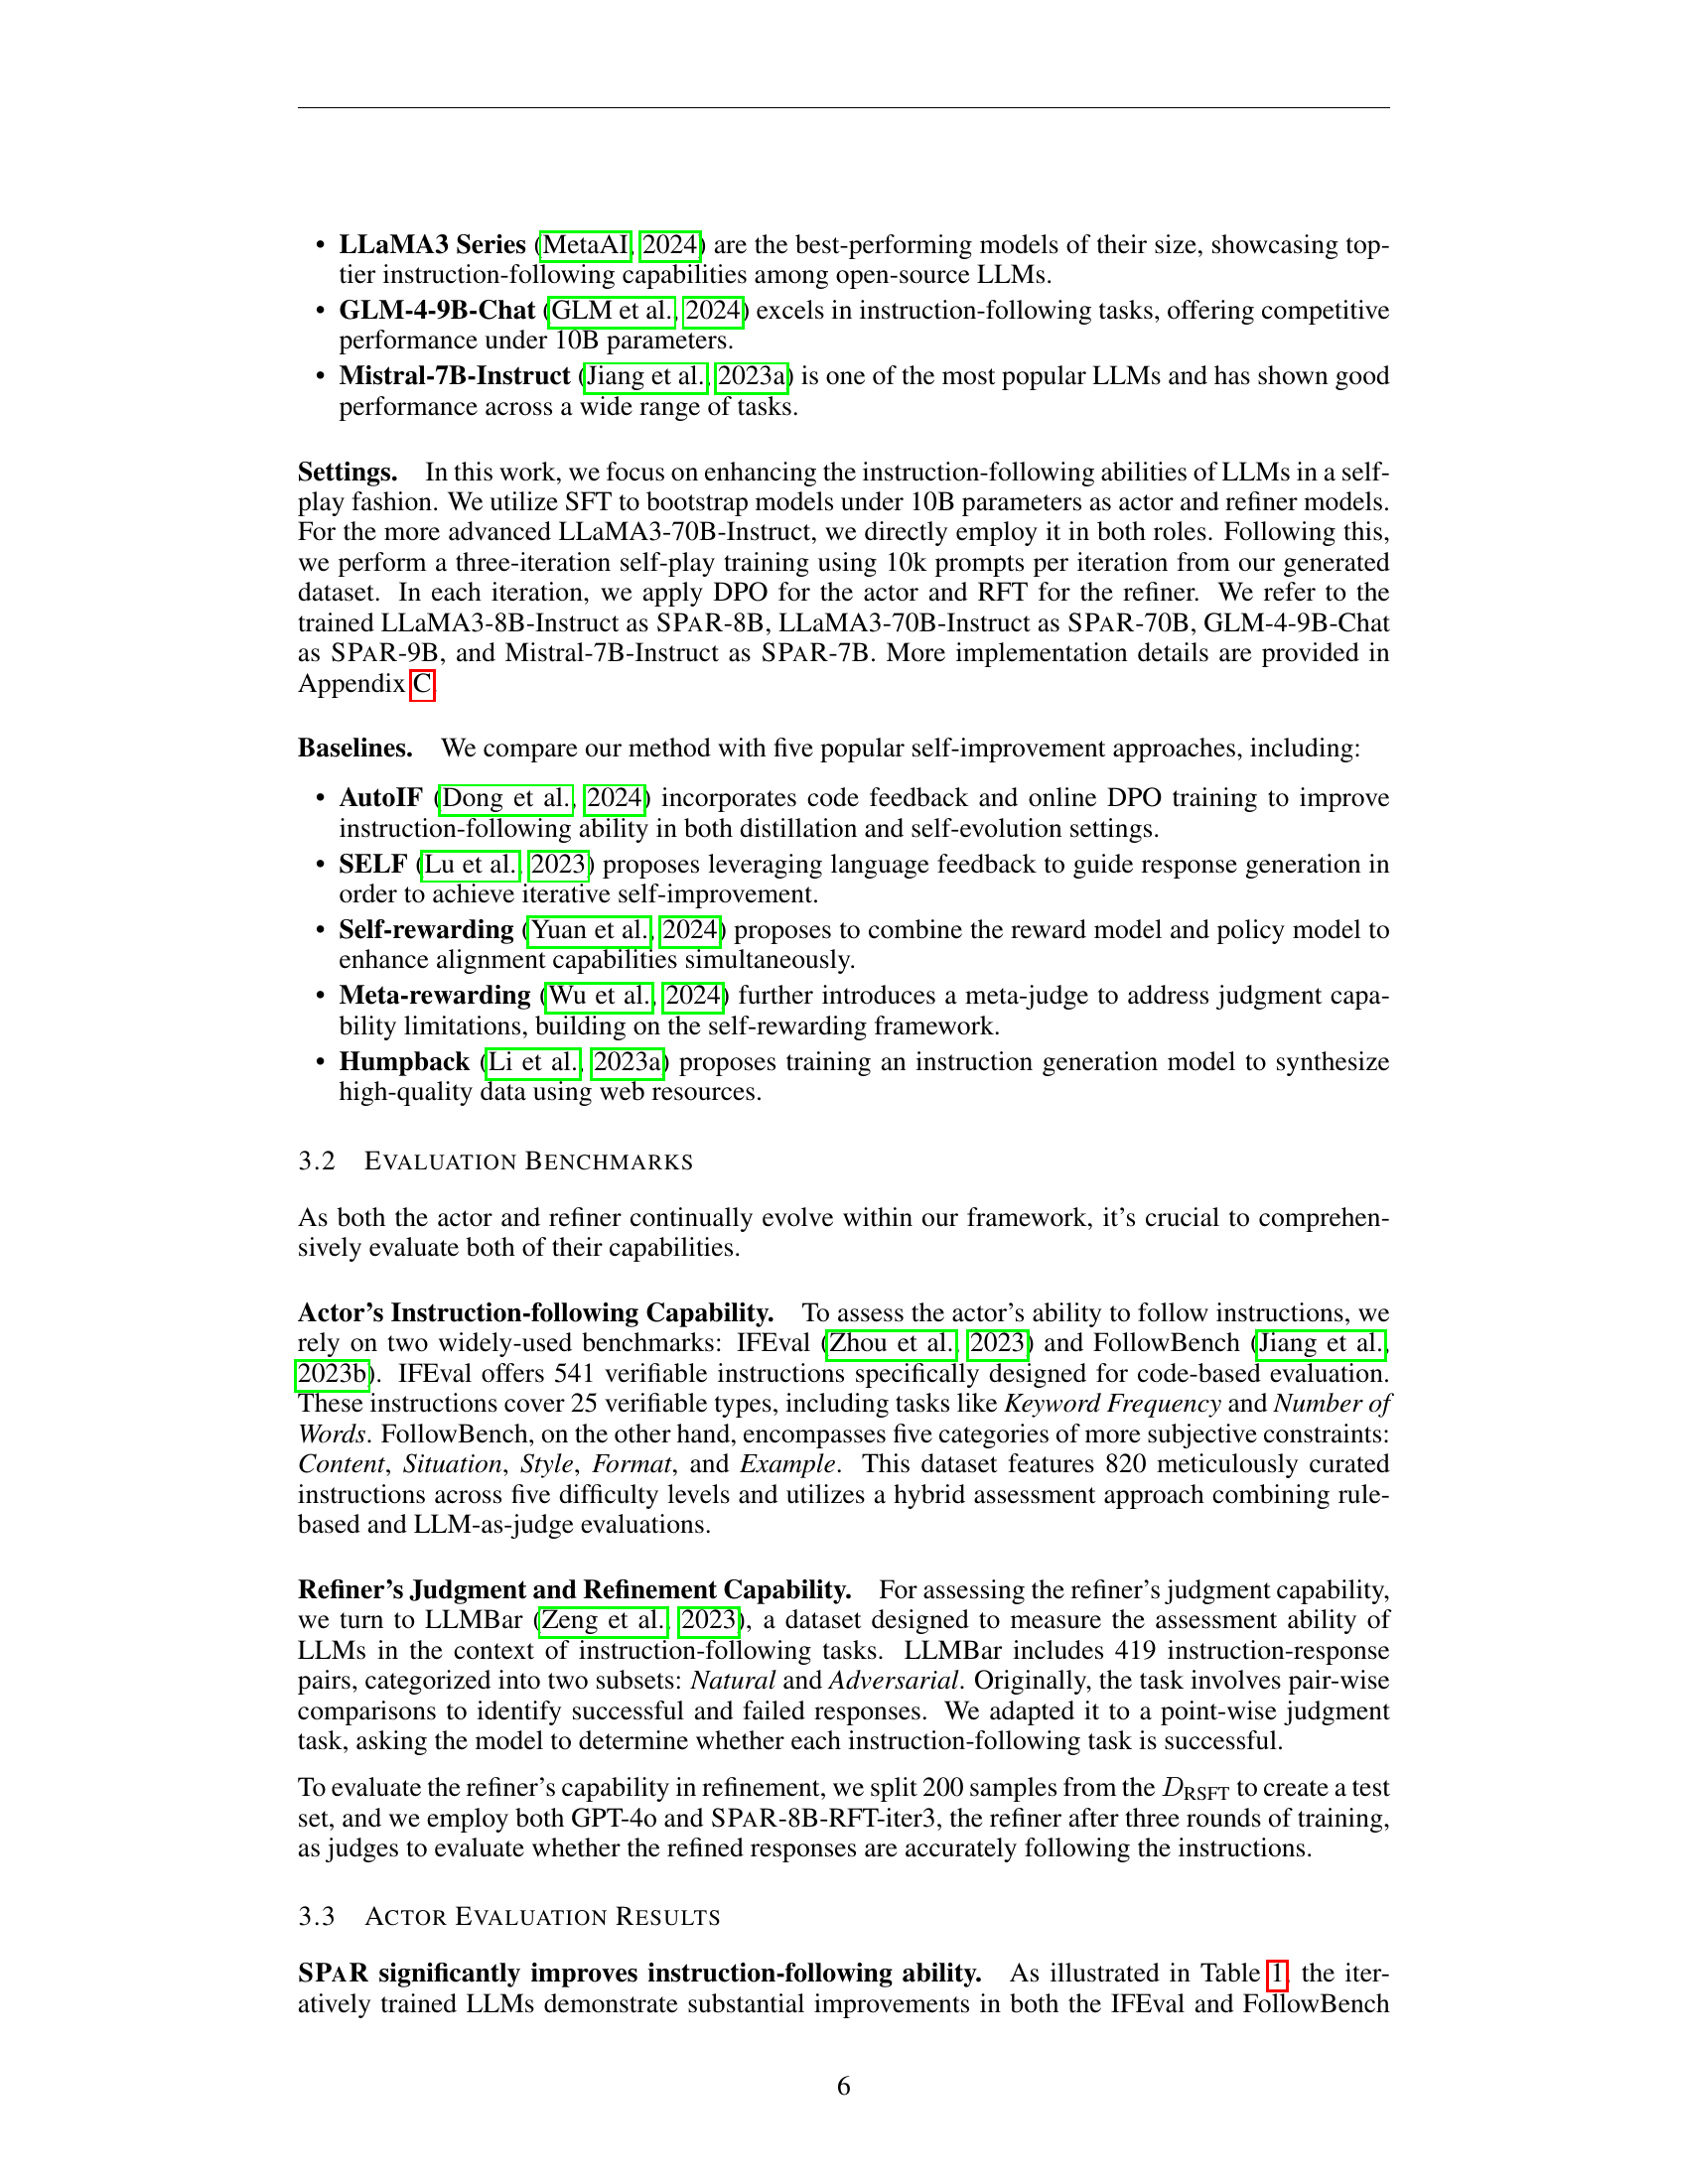 • LLaMA3 Series (MetaAI, 2024) are the best-performing models of their size, showcasing top-
tier instruction-following capabilities among open-source LLMs.
• GLM-4-9B-Chat (GLM et al., 2024) excels in instruction-following tasks, offering competitive
performance under 10B parameters.
• Mistral-7B-Instruct (Jiang et al., 2023a) is one of the most popular LLMs and has shown good
performance across a wide range of tasks.
Settings. In this work, we focus on enhancing the instruction-following abilities of LLMs in a self-
play fashion. We utilize SFT to bootstrap models under 10B parameters as actor and refiner models.
For the more advanced LLaMA3-70B-Instruct, we directly employ it in both roles. Following this,
we perform a three-iteration self-play training using 10k prompts per iteration from our generated
dataset. In each iteration, we apply DPO for the actor and RFT for the refiner. We refer to the
trained LLaMA3-8B-Instruct as SPAR-8B, LLaMA3-70B-Instruct as SPAR-70B, GLM-4-9B-Chat
as SPAR-9B, and Mistral-7B-Instruct as SPAR-7B. More implementation details are provided in
Appendix C.
Baselines. We compare our method with five popular self-improvement approaches, including:
• AutoIF (Dong et al., 2024) incorporates code feedback and online DPO training to improve
instruction-following ability in both distillation and self-evolution settings.
• SELF (Lu et al., 2023) proposes leveraging language feedback to guide response generation in
order to achieve iterative self-improvement.
• Self-rewarding (Yuan et al., 2024) proposes to combine the reward model and policy model to
enhance alignment capabilities simultaneously.
• Meta-rewarding (Wu et al., 2024) further introduces a meta-judge to address judgment capa-
bility limitations, building on the self-rewarding framework.
• Humpback (Li et al., 2023a) proposes training an instruction generation model to synthesize
high-quality data using web resources.
3.2 EVALUATION BENCHMARKS
As both the actor and refiner continually evolve within our framework, it's crucial to comprehen-
sively evaluate both of their capabilities.
Actor's Instruction-following Capability. To assess the actor's ability to follow instructions, we
rely on two widely-used benchmarks: IFEval (Zhou et al., 2023) and FollowBench (Jiang et al.,
2023b). IFEval offers 541 verifiable instructions specifically designed for code-based evaluation.
These instructions cover 25 verifiable types, including tasks like Keyword Frequency and Number of
Words. FollowBench, on the other hand, encompasses five categories of more subjective constraints:
Content, Situation, Style, Format, and Example. This dataset features 820 meticulously curated
instructions across five difficulty levels and utilizes a hybrid assessment approach combining rule-
based and LLM-as-judge evaluations.
Refiner's Judgment and Refinement Capability. For assessing the refiner's judgment capability,
we turn to LLMBar (Zeng et al., 2023), a dataset designed to measure the assessment ability of
LLMs in the context of instruction-following tasks. LLMBar includes 419 instruction-response
pairs, categorized into two subsets: Natural and Adversarial. Originally, the task involves pair-wise
comparisons to identify successful and failed responses. We adapted it to a point-wise judgment
task, asking the model to determine whether each instruction-following task is successful.
To evaluate the refiner's capability in refinement, we split 200 samples from the DRSFT to create a test
set, and we employ both GPT-4o and SPAR-8B-RFT-iter3, the refiner after three rounds of training,
as judges to evaluate whether the refined responses are accurately following the instructions.
3.3 ACTOR EVALUATION RESULTS
SPAR significantly improves instruction-following ability. As illustrated in Table 1, the iter-
atively trained LLMs demonstrate substantial improvements in both the IFEval and FollowBench
6